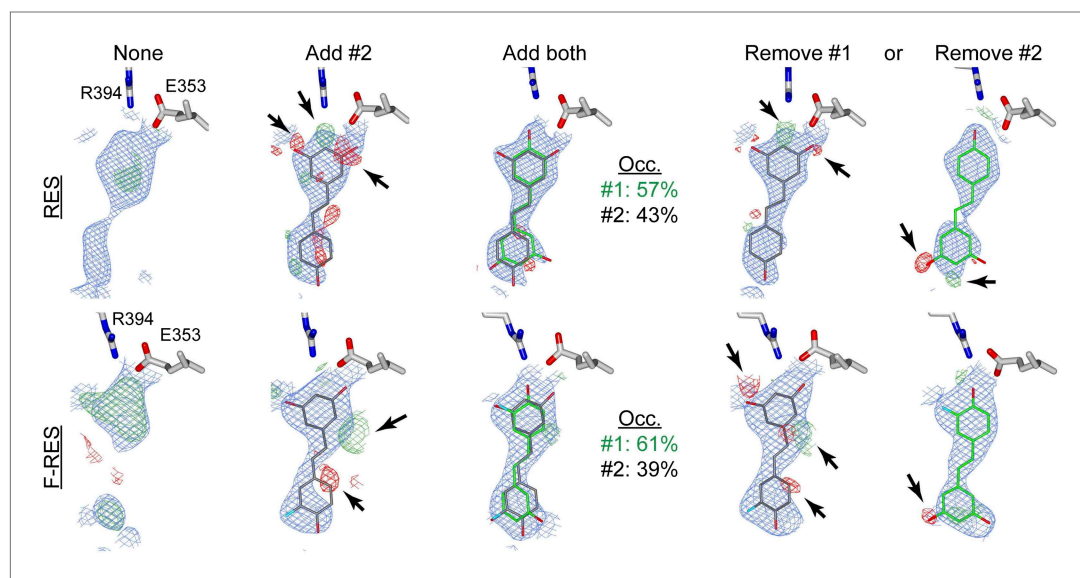 None
Add #2
Add both
Remove #1 or Remove #2
RES
R394
E353
Occ.
#1: 57%
#2: 43%
F-RES
R394
E353
Occ.
#1: 61%
#2: 39%